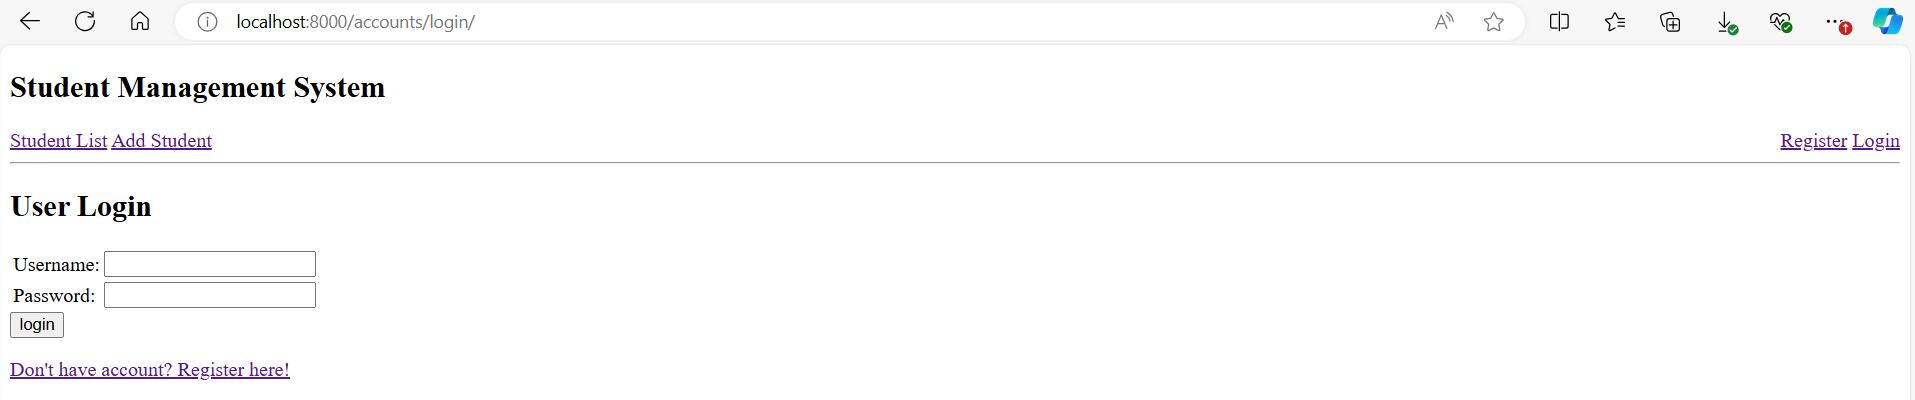 localhost:8000/accounts/login/
Student Management System
Student List Add Student Register Login
User Login
Username:
Password:
login
Don't have account? Register here!